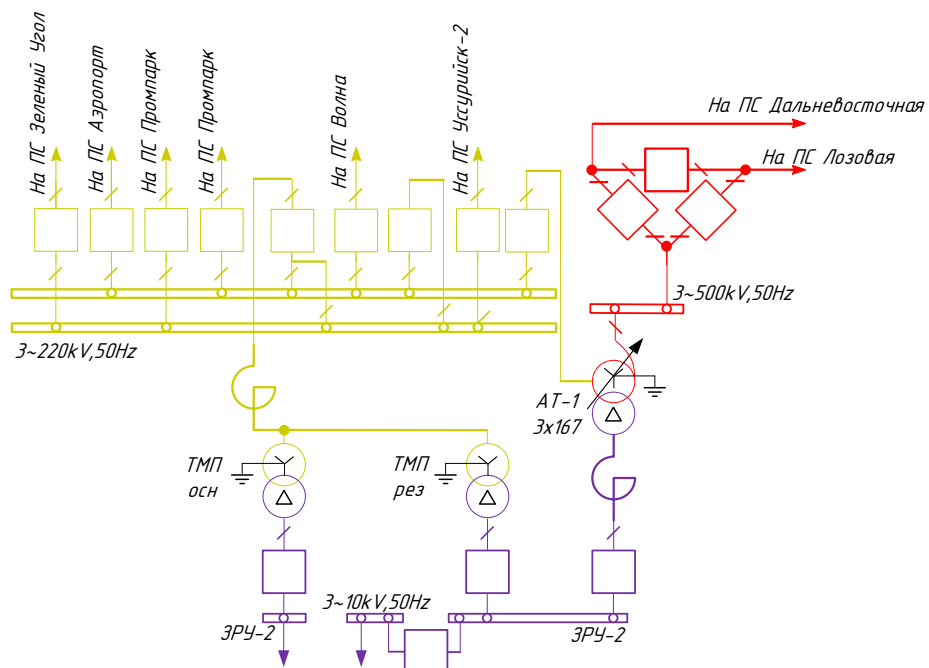 На ПС Зеленый Угол
На ПС Аэропорт
На ПС Промпарк
На ПС Промпарк
На ПС Волна
На ПС Уссурийск-2
На ПС Дальневосточная
На ПС Лозовая
3~500kV,50Hz
3~220kV,50Hz
АТ-1
3х167
ТМП
осн
ТМП
рез
3~10kV,50Hz
ЗРУ-2
ЗРУ-2